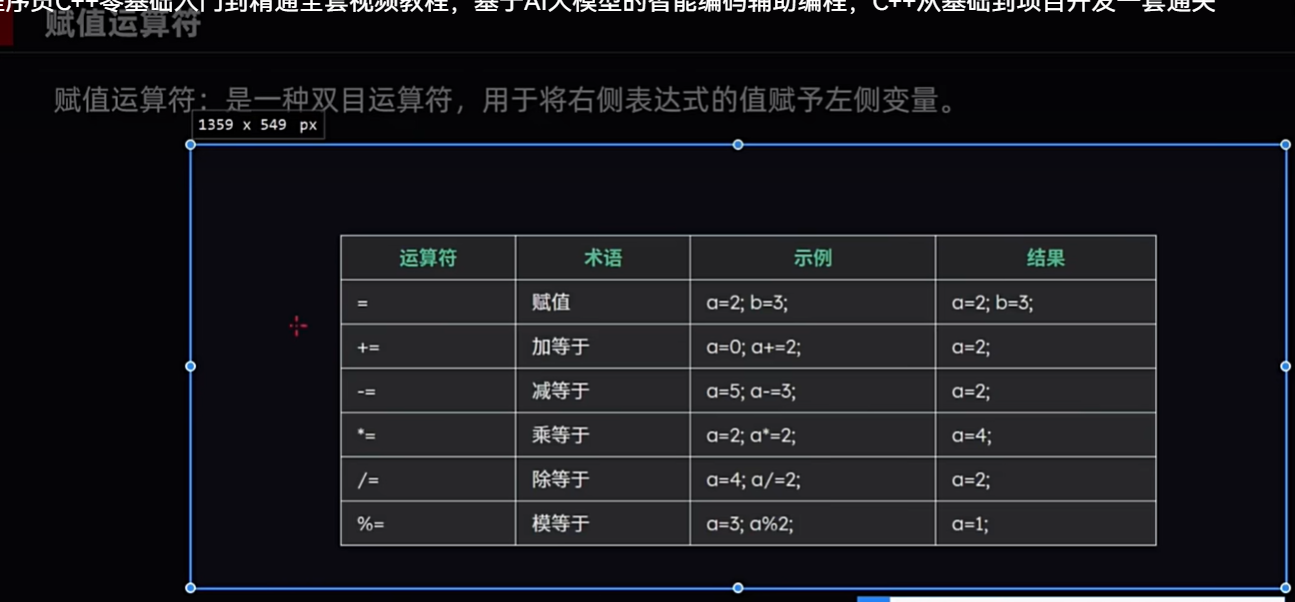 程序员C++零基础入门到精通全套视频教程，基于AI大模型的智能编码辅助编程，C++从基础到项目开发一套通关
赋值运算符
赋值运算符：是一种双目运算符，用于将右侧表达式的值赋予左侧变量。
1359 x 549 px
运算符 术语 示例 结果
= 赋值 a=2; b=3; a=2; b=3;
+= 加等于 a=0; a+=2; a=2;
-= 减等于 a=5; a-=3; a=2;
*= 乘等于 a=2; a*=2; a=4;
/= 除等于 a=4; a/=2; a=2;
%= 模等于 a=3; a%2; a=1;